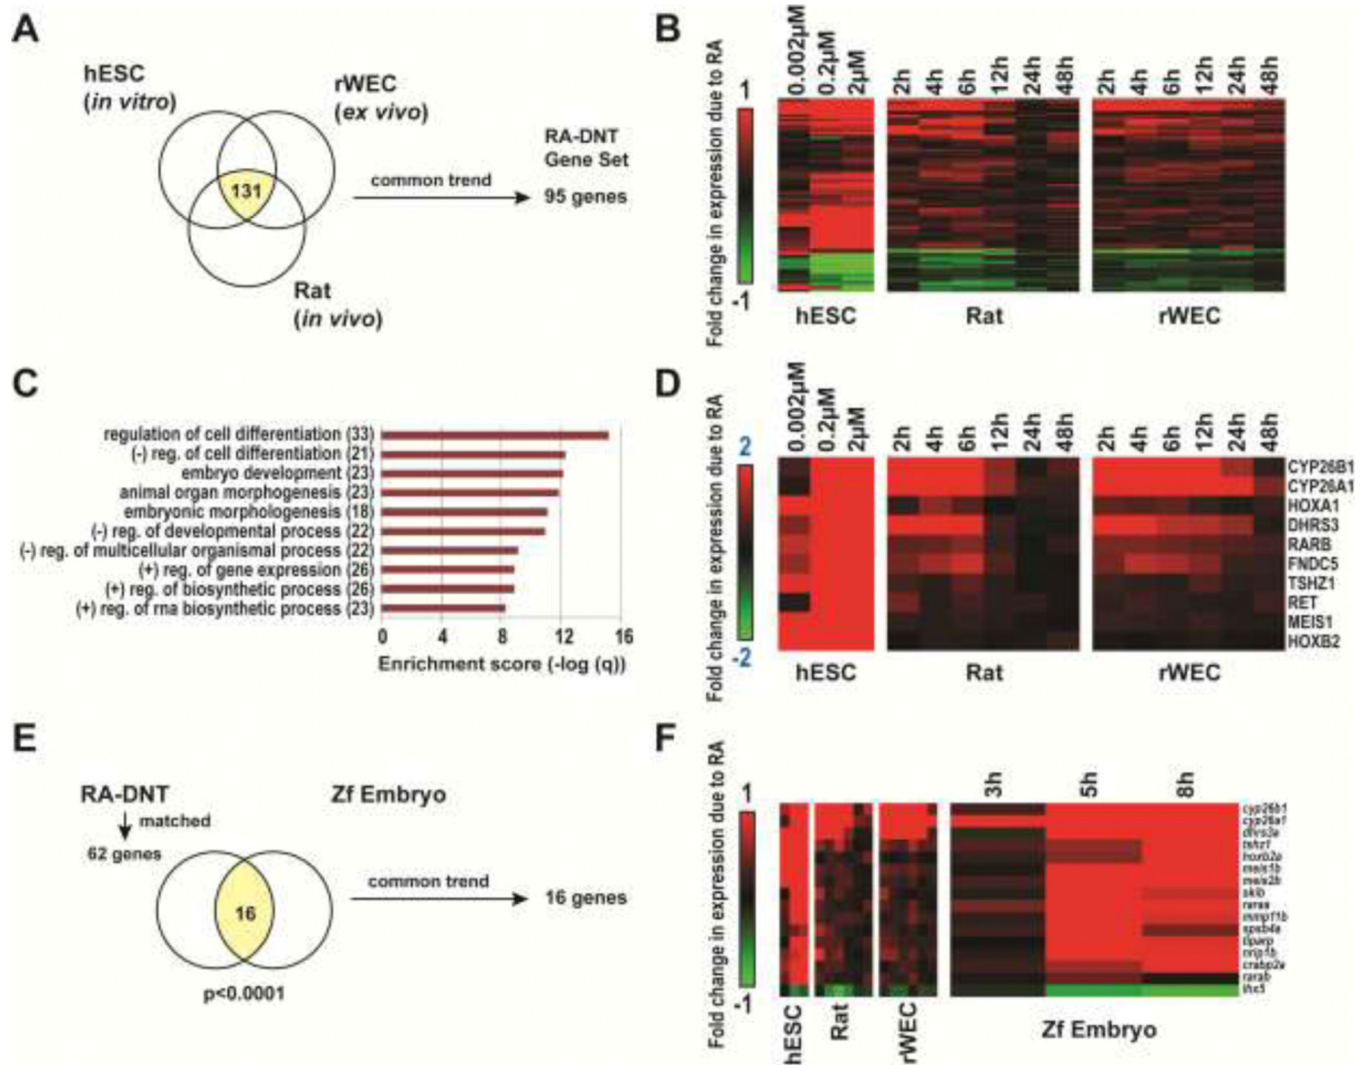 A
hESC
(in vitro)
rWEC
(ex vivo)
131
Rat
(in vivo)
common trend
RA-DNT
Gene Set
95 genes
B
Fold change in expression due to RA
1
-1
0.002µM
0.2µM
2µM
2h
4h
6h
12h
24h
48h
2h
4h
6h
12h
24h
48h
hESC
Rat
rWEC
C
regulation of cell differentiation (33)
(-) reg. of cell differentiation (21)
embryo development (23)
animal organ morphogenesis (23)
embryonic morphologenesis (18)
(-) reg. of developmental process (22)
(-) reg. of multicellular organismal process (22)
(+) reg. of gene expression (26)
(+) reg. of biosynthetic process (26)
(+) reg. of rna biosynthetic process (23)
0 4 8 12 16
Enrichment score (-log (q))
D
Fold change in expression due to RA
2
-2
0.002µM
0.2µM
2µM
2h
4h
6h
12h
24h
48h
2h
4h
6h
12h
24h
48h
CYP26B1
CYP26A1
HOXA1
DHRS3
RARB
FNDC5
TSHZ1
RET
MEIS1
HOXB2
hESC
Rat
rWEC
E
RA-DNT
matched
62 genes
Zf Embryo
16
p<0.0001
common trend
16 genes
F
Fold change in expression due to RA
1
-1
3h
5h
8h
cyp26b1
cyp26a1
dhrs3a
tshz1
hoxb2a
meis1b
meis2b
skib
raraa
mmp11b
spsb4a
tiparp
nrip1b
crabp2a
rarab
lhx5
hESC
Rat
rWEC
Zf Embryo